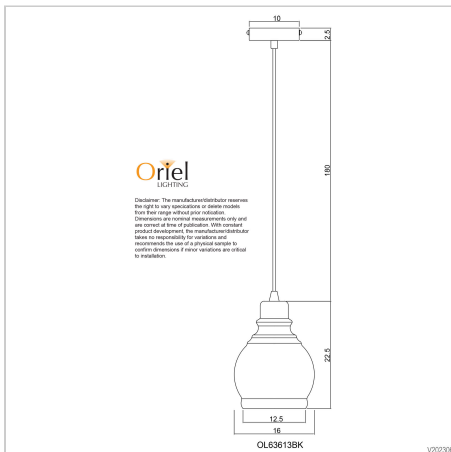 10
2.5
180
Oriel
LIGHTING
Disclaimer: The manufacturer/distributor reserves
the right to vary specications or delete models
from their range without prior notication.
Dimensions are nominal measurements only and
are correct at time of publication. With constant
product development, the manufacturer/distributor
takes no responsibility for variations and
recommends the use of a physical sample to
confirm dimensions if minor variations are critical
to installation.
22.5
12.5
16
OL63613BK